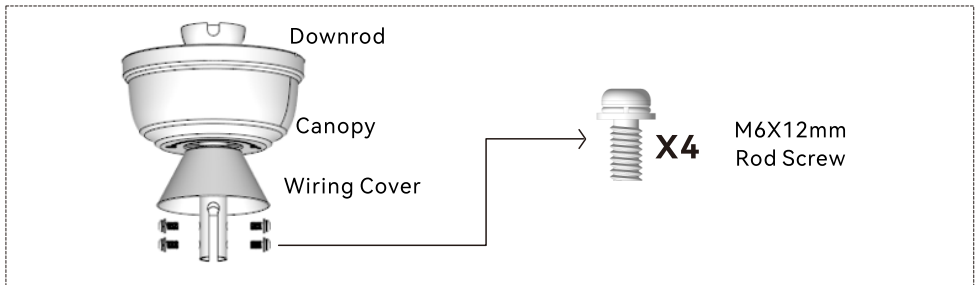 Downrod
Canopy
Wiring Cover
X4
M6X12mm
Rod Screw